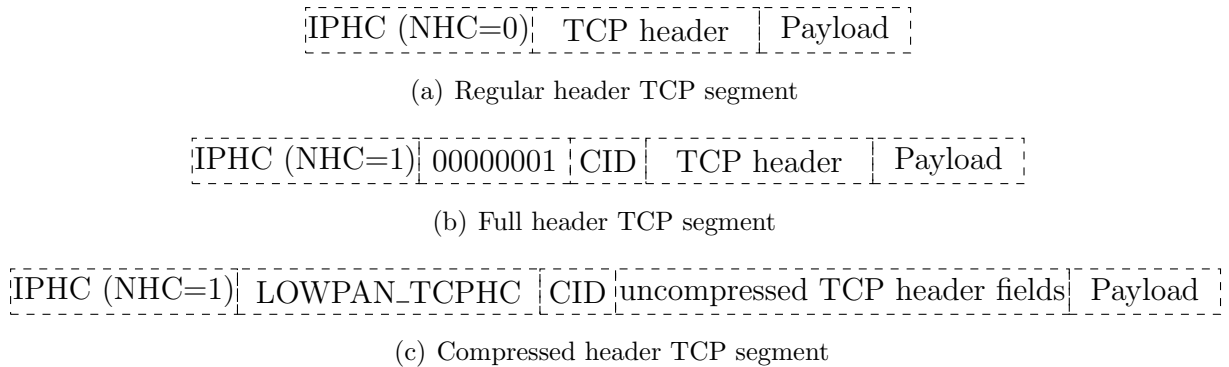 IPHC (NHC=0) TCP header Payload
(a) Regular header TCP segment
IPHC (NHC=1) 00000001 CID TCP header Payload
(b) Full header TCP segment
IPHC (NHC=1) LOWPAN_TCPHC CID uncompressed TCP header fields Payload
(c) Compressed header TCP segment